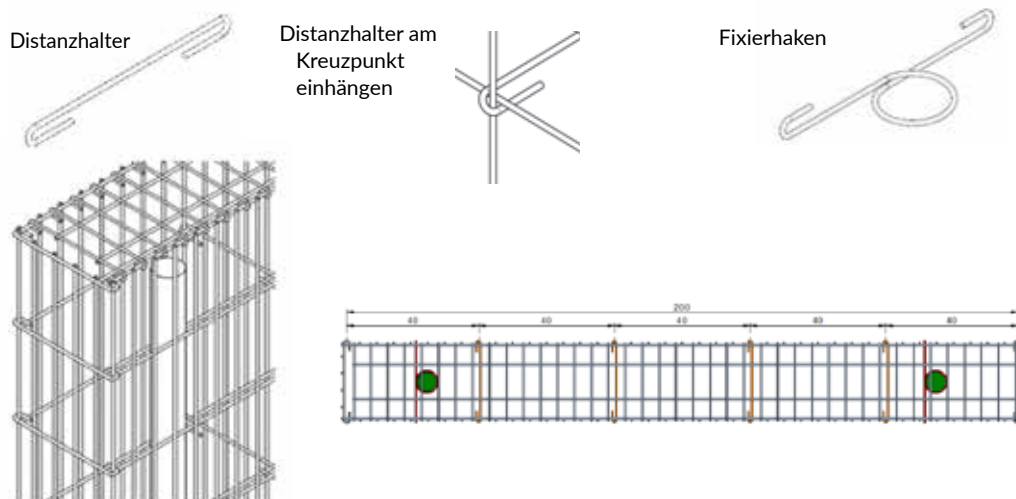 Distanzhalter
Distanzhalter am
Kreuzpunkt
einhängen
Fixierhaken
200
40 40 40 40 40